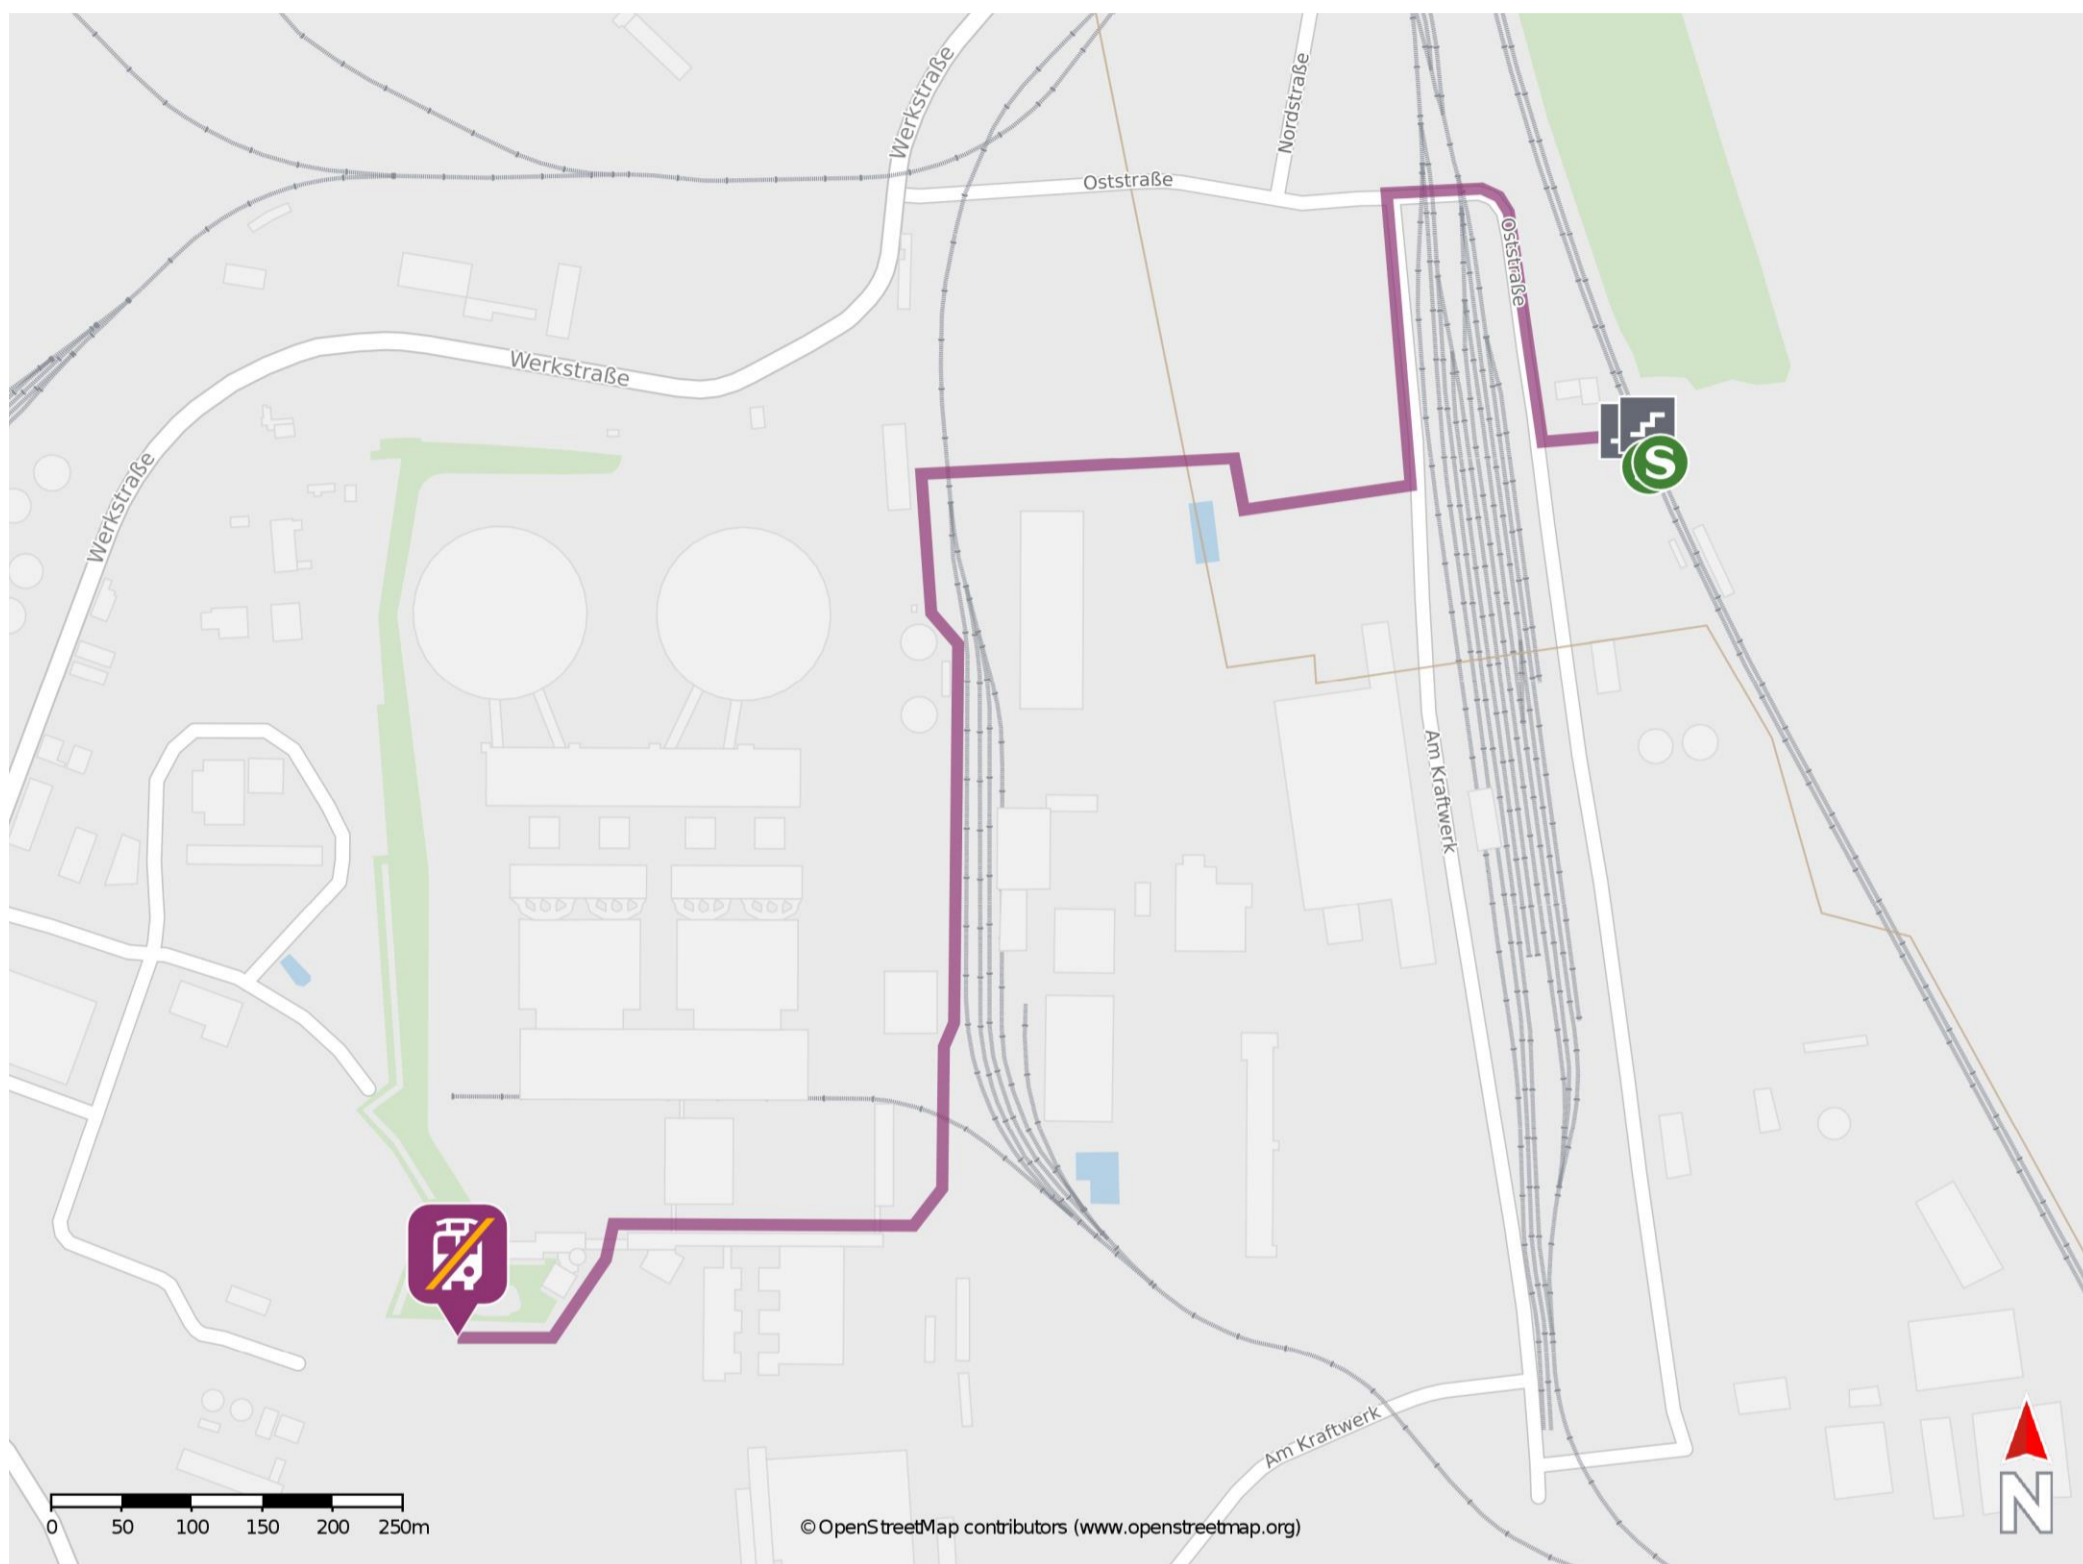 Werkstraße
Nordstraße
Oststraße
Oststraße
Werkstraße
S
Werkstraße
Am Kraftwerk
Am Kraftwerk
N
0 50 100 150 200 250m
© OpenStreetMap contributors (www.openstreetmap.org)